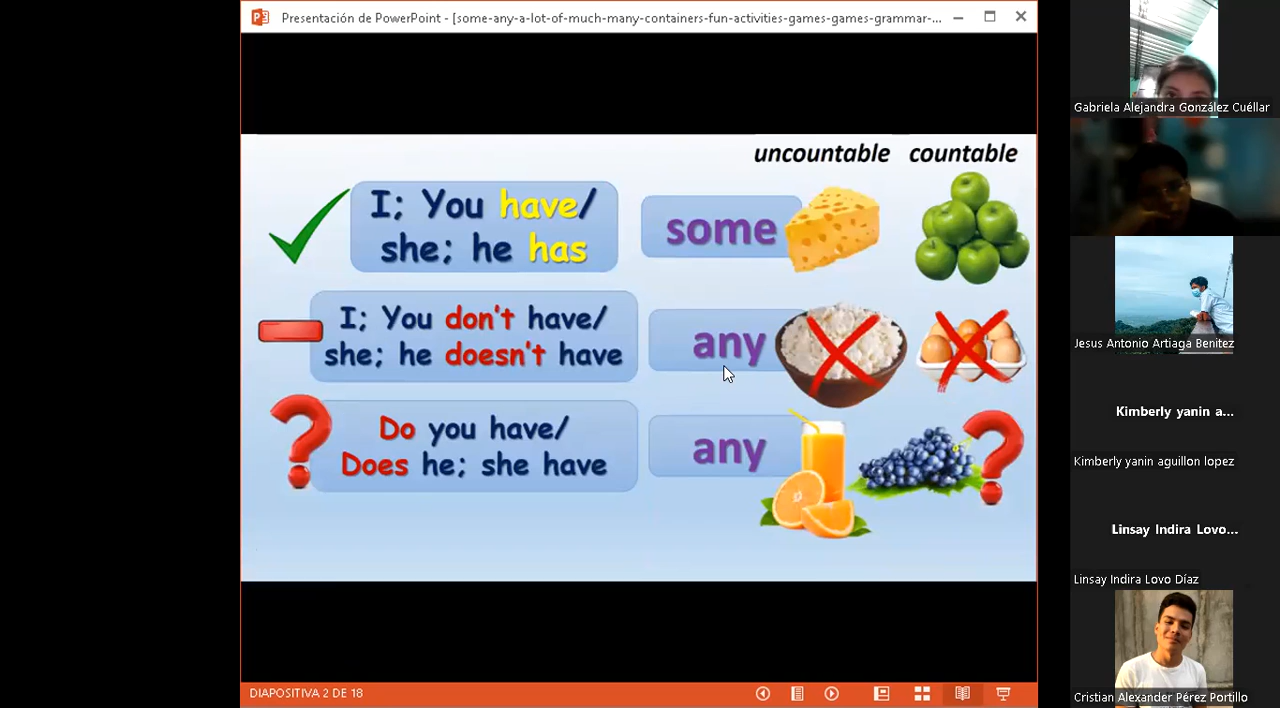 Presentación de PowerPoint - [some-any-a-lot-of-much-many-containers-fun-activities-games-games-grammar-...
uncountable countable
I; You have/
she; he has
some
I; You don't have/
she; he doesn't have
any
Do you have/
Does he; she have
any
DIAPOSITIVA 2 DE 18
Gabriela Alejandra González Cuéllar
Jesus Antonio Artiaga Benitez
Kimberly yanin a...
Kimberly yanin aguillon lopez
Linsay Indira Lovo...
Linsay Indira Lovo Díaz
Cristian Alexander Pérez Portillo